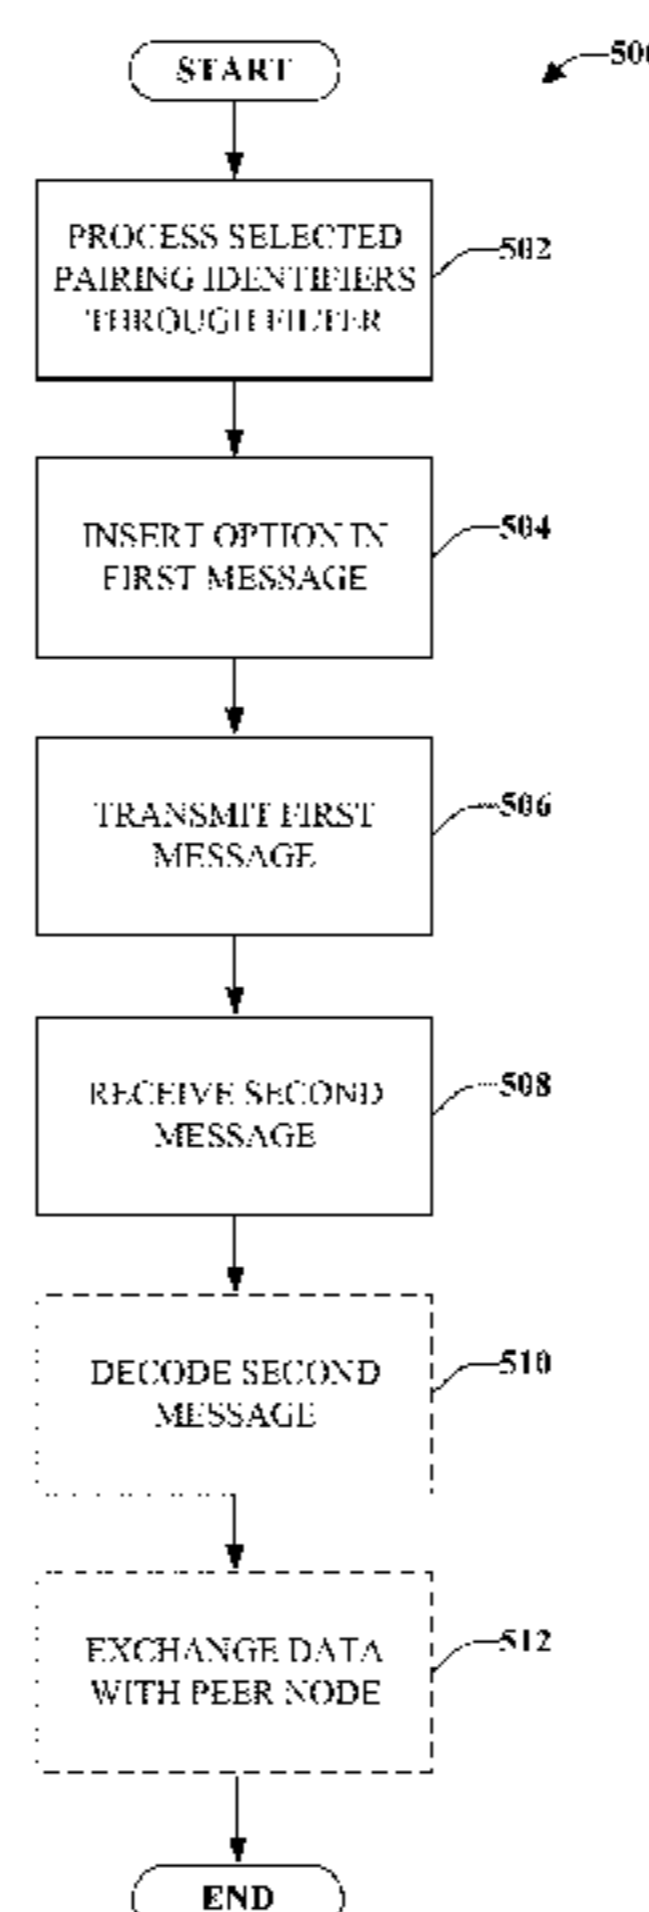 START
500
PROCESS SELECTED
PAIRING IDENTIFIERS
THROUGH FILTER
502
INSERT OPTION IN
FIRST MESSAGE
504
TRANSMIT FIRST
MESSAGE
506
RECEIVE SECOND
MESSAGE
508
DECODE SECOND
MESSAGE
510
EXCHANGE DATA
WITH PEER NODE
512
END